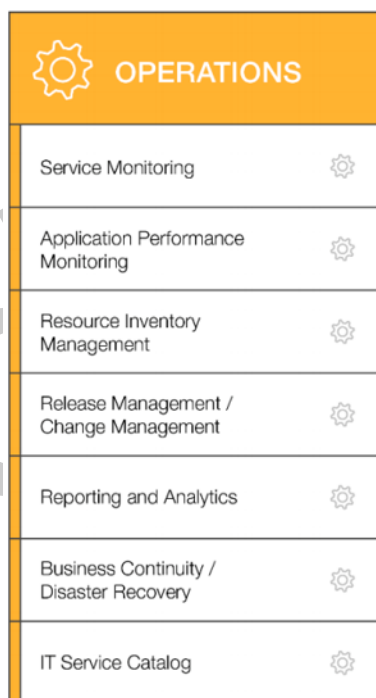 OPERATIONS
Service Monitoring
Application Performance
Monitoring
Resource Inventory
Management
Release Management /
Change Management
Reporting and Analytics
Business Continuity /
Disaster Recovery
IT Service Catalog